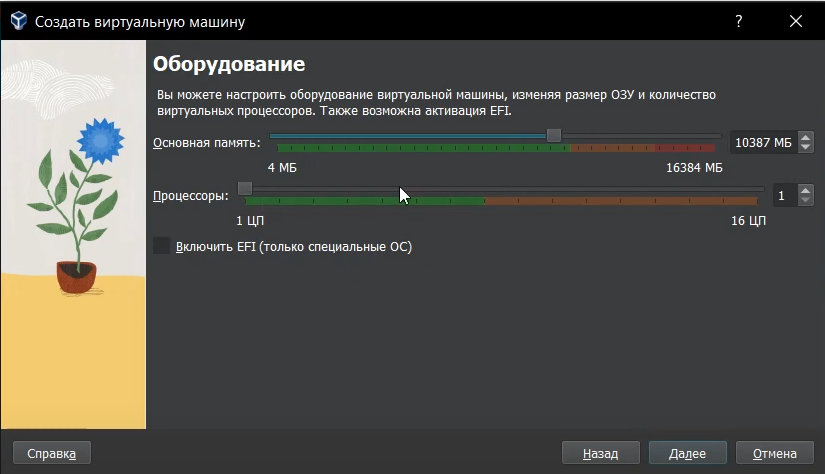 Создать виртуальную машину
?
Оборудование
Вы можете настроить оборудование виртуальной машины, изменяя размер ОЗУ и количество
виртуальных процессоров. Также возможна активация EFI.
Основная память: 10387 МБ
4 МБ 16384 МБ
Процессоры: 1
1 ЦП 16 ЦП
Включить EFI (только специальные ОС)
Справка Назад Далее Отмена